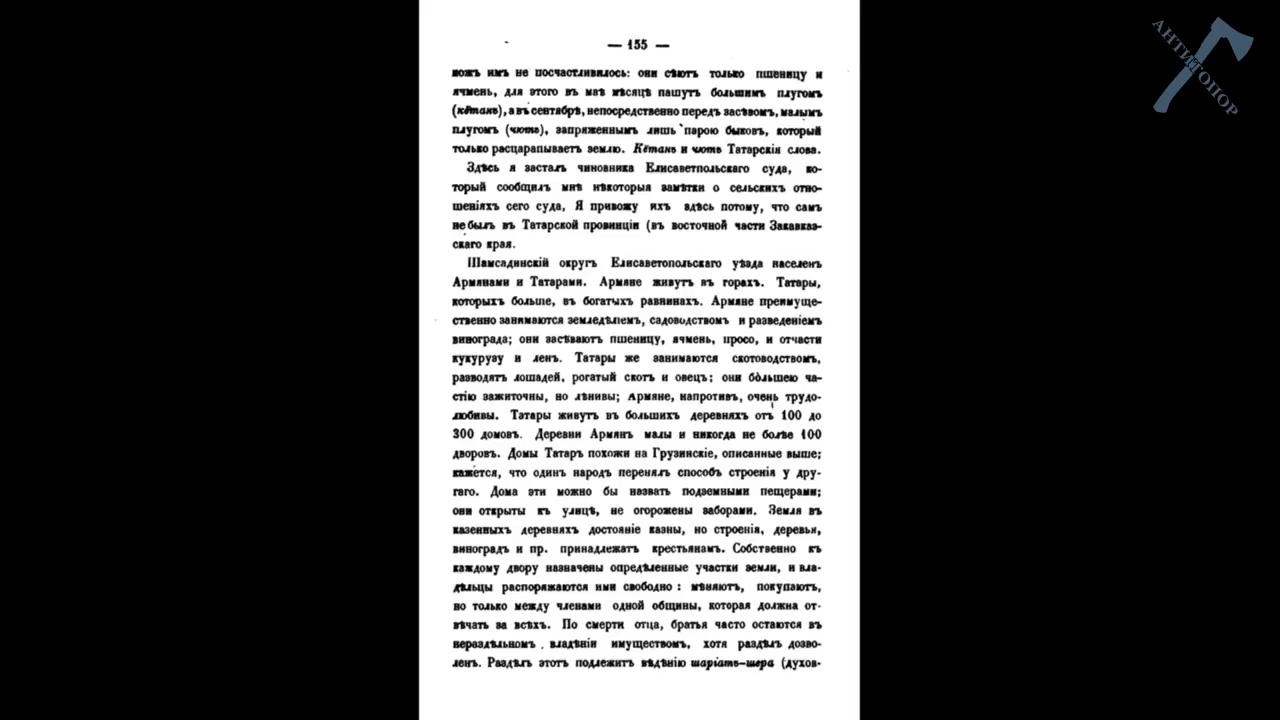 — 155 —
можъ имъ не посчастливилось: они сѣютъ только пшеницу и
ячмень, для этого въ маѣ мѣсяцѣ пашутъ большимъ плугомъ
(кётанъ), а въ сентябрѣ, непосредственно передъ засѣвомъ, малымъ
плугомъ (чютъ), запряженнымъ лишь парою быковъ, который
только расцарапываетъ землю. Кётанъ и чютъ Татарскія слова.
Здѣсь я засталъ чиновника Елисаветпольскаго суда, ко-
торый сообщилъ мнѣ нѣкоторыя замѣтки о сельскихъ отно-
шеніяхъ сего суда, Я привожу ихъ здѣсь потому, что самъ
не былъ въ Татарской провинціи (въ восточной части Закавказ-
скаго края.
Шамсадинскій округъ Елисаветопольскаго уѣзда населенъ
Армянами и Татарами. Армяне живутъ въ горахъ. Татары,
которыхъ больше, въ богатыхъ равнинахъ. Армяне преимуще-
ственно занимаются земледѣліемъ, садоводствомъ и разведеніемъ
винограда; они засѣваютъ пшеницу, ячмень, просо, и отчасти
кукурузу и ленъ. Татары же занимаются скотоводствомъ,
разводятъ лошадей, рогатый скотъ и овецъ; они бо́льшею ча-
стію зажиточны, но лѣнивы; Армяне, напротивъ, очень трудо-
любивы. Татары живутъ въ большихъ деревняхъ отъ 100 до
300 домовъ. Деревни Армянъ малы и никогда не болѣе 100
дворовъ. Домы Татаръ похожи на Грузинскіе, описанные выше;
кажется, что одинъ народъ перенялъ способъ строенія у дру-
гаго. Дома эти можно бы назвать подземными пещерами;
они открыты къ улицѣ, не огорожены заборами. Земля въ
казенныхъ деревняхъ достояніе казны, но строенія, деревья,
виноградъ и пр. принадлежатъ крестьянамъ. Собственно къ
каждому двору назначены опредѣленные участки земли, и вла-
дѣльцы распоряжаются ими свободно: мѣняютъ, покупаютъ,
но только между членами одной общины, которая должна от-
вѣчать за всѣхъ. По смерти отца, братья часто остаются въ
нераздѣльномъ владѣніи имуществомъ, хотя раздѣлъ дозво-
ленъ. Раздѣлъ этотъ подлежитъ вѣдѣнію шаріатъ-шера (духов-
АНТИТОПОР